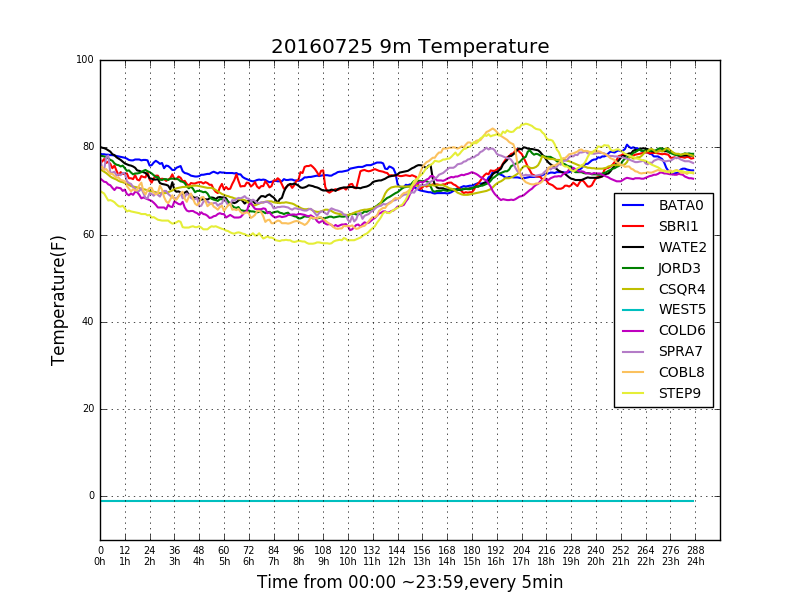 20160725 9m Temperature
Temperature(F)
100
80
60
40
20
0
BATA0
SBRI1
WATE2
JORD3
CSQR4
WEST5
COLD6
SPRA7
COBL8
STEP9
0 12 24 36 48 60 72 84 96 108 120 132 144 156 168 180 192 204 216 228 240 252 264 276 288
0h 1h 2h 3h 4h 5h 6h 7h 8h 9h 10h 11h 12h 13h 14h 15h 16h 17h 18h 19h 20h 21h 22h 23h 24h
Time from 00:00 ~23:59,every 5min